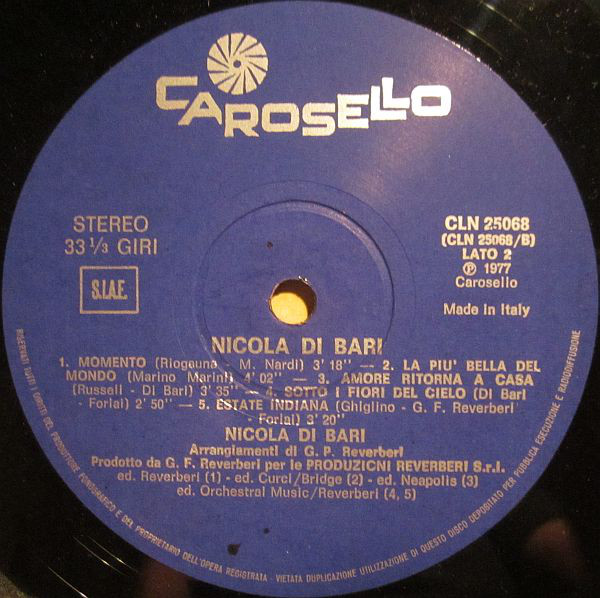 CAROSELLO
STEREO
33 1/3 GIRI
S.I.A.E.
CLN 25068
(CLN 25068/B)
LATO 2
Ⓟ 1977
Carosello
Made in Italy
NICOLA DI BARI
1. MOMENTO (Riogauna - M. Nardi) 3' 18" — 2. LA PIU' BELLA DEL
MONDO (Marino Marini) 4' 02" — 3. AMORE RITORNA A CASA
(Russell - Di Bari) 3' 35" — 4. SOTTO I FIORI DEL CIELO (Di Bari
- Forlai) 2' 50" — 5. ESTATE INDIANA (Ghiglino - G. F. Reverberi
- Forlai) 3' 20"
NICOLA DI BARI
Arrangiamenti di G. P. Reverberi
Prodotto da G. F. Reverberi per le PRODUZICNI REVERBERI S.r.l.
ed. Reverberi (1) - ed. Curci/Bridge (2) - ed. Neapolis (3)
ed. Orchestral Music/Reverberi (4, 5)
RISERVATI TUTTI I DIRITTI DEL PRODUTTORE FONOGRAFICO E DEL PROPRIETARIO DELL'OPERA REGISTRATA - VIETATA DUPLICAZIONE UTILIZZAZIONE DI QUESTO DISCO DEPOSITATO PER PUBBLICA ESECUZIONE E RADIODIFFUSIONE